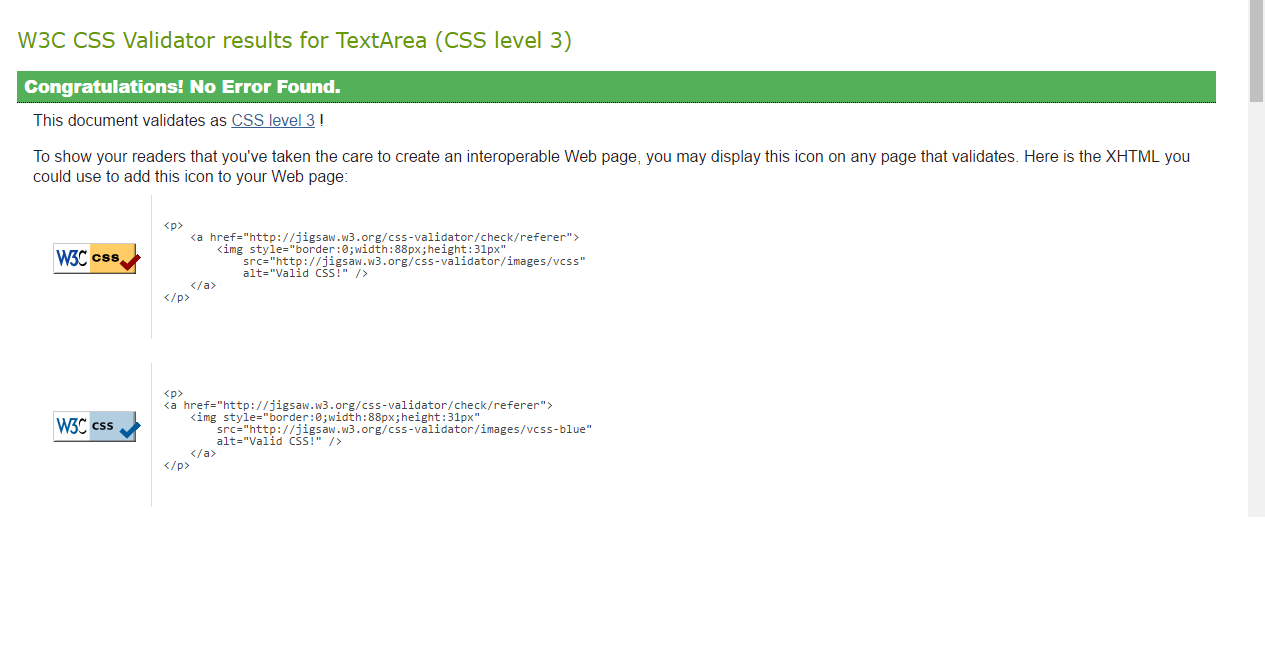 W3C CSS Validator results for TextArea (CSS level 3)
Congratulations! No Error Found.
This document validates as CSS level 3 !
To show your readers that you've taken the care to create an interoperable Web page, you may display this icon on any page that validates. Here is the XHTML you
could use to add this icon to your Web page:
W3C css
<p>
<a href="http://jigsaw.w3.org/css-validator/check/referer">
<img style="border:0;width:88px;height:31px"
src="http://jigsaw.w3.org/css-validator/images/vcss"
alt="Valid CSS!" />
</a>
</p>
W3C css
<p>
<a href="http://jigsaw.w3.org/css-validator/check/referer">
<img style="border:0;width:88px;height:31px"
src="http://jigsaw.w3.org/css-validator/images/vcss-blue"
alt="Valid CSS!" />
</a>
</p>